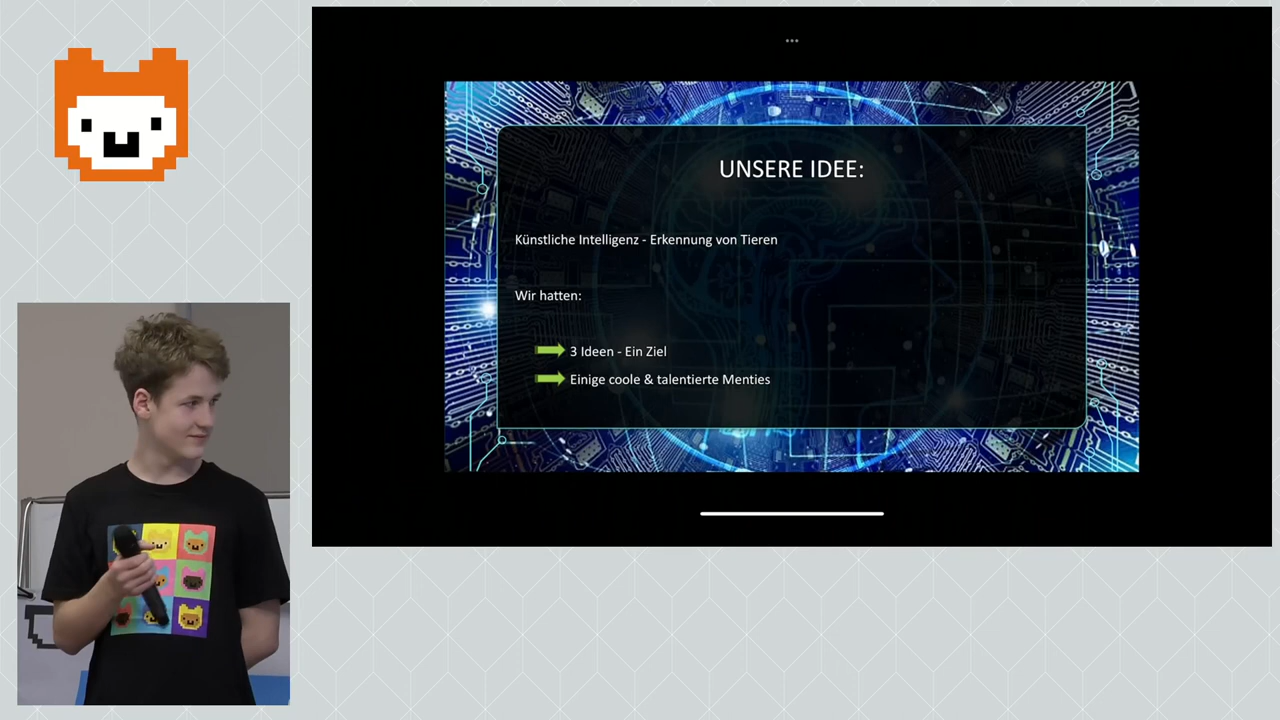 UNSERE IDEE:
Künstliche Intelligenz - Erkennung von Tieren
Wir hatten:
3 Ideen - Ein Ziel
Einige coole & talentierte Menties